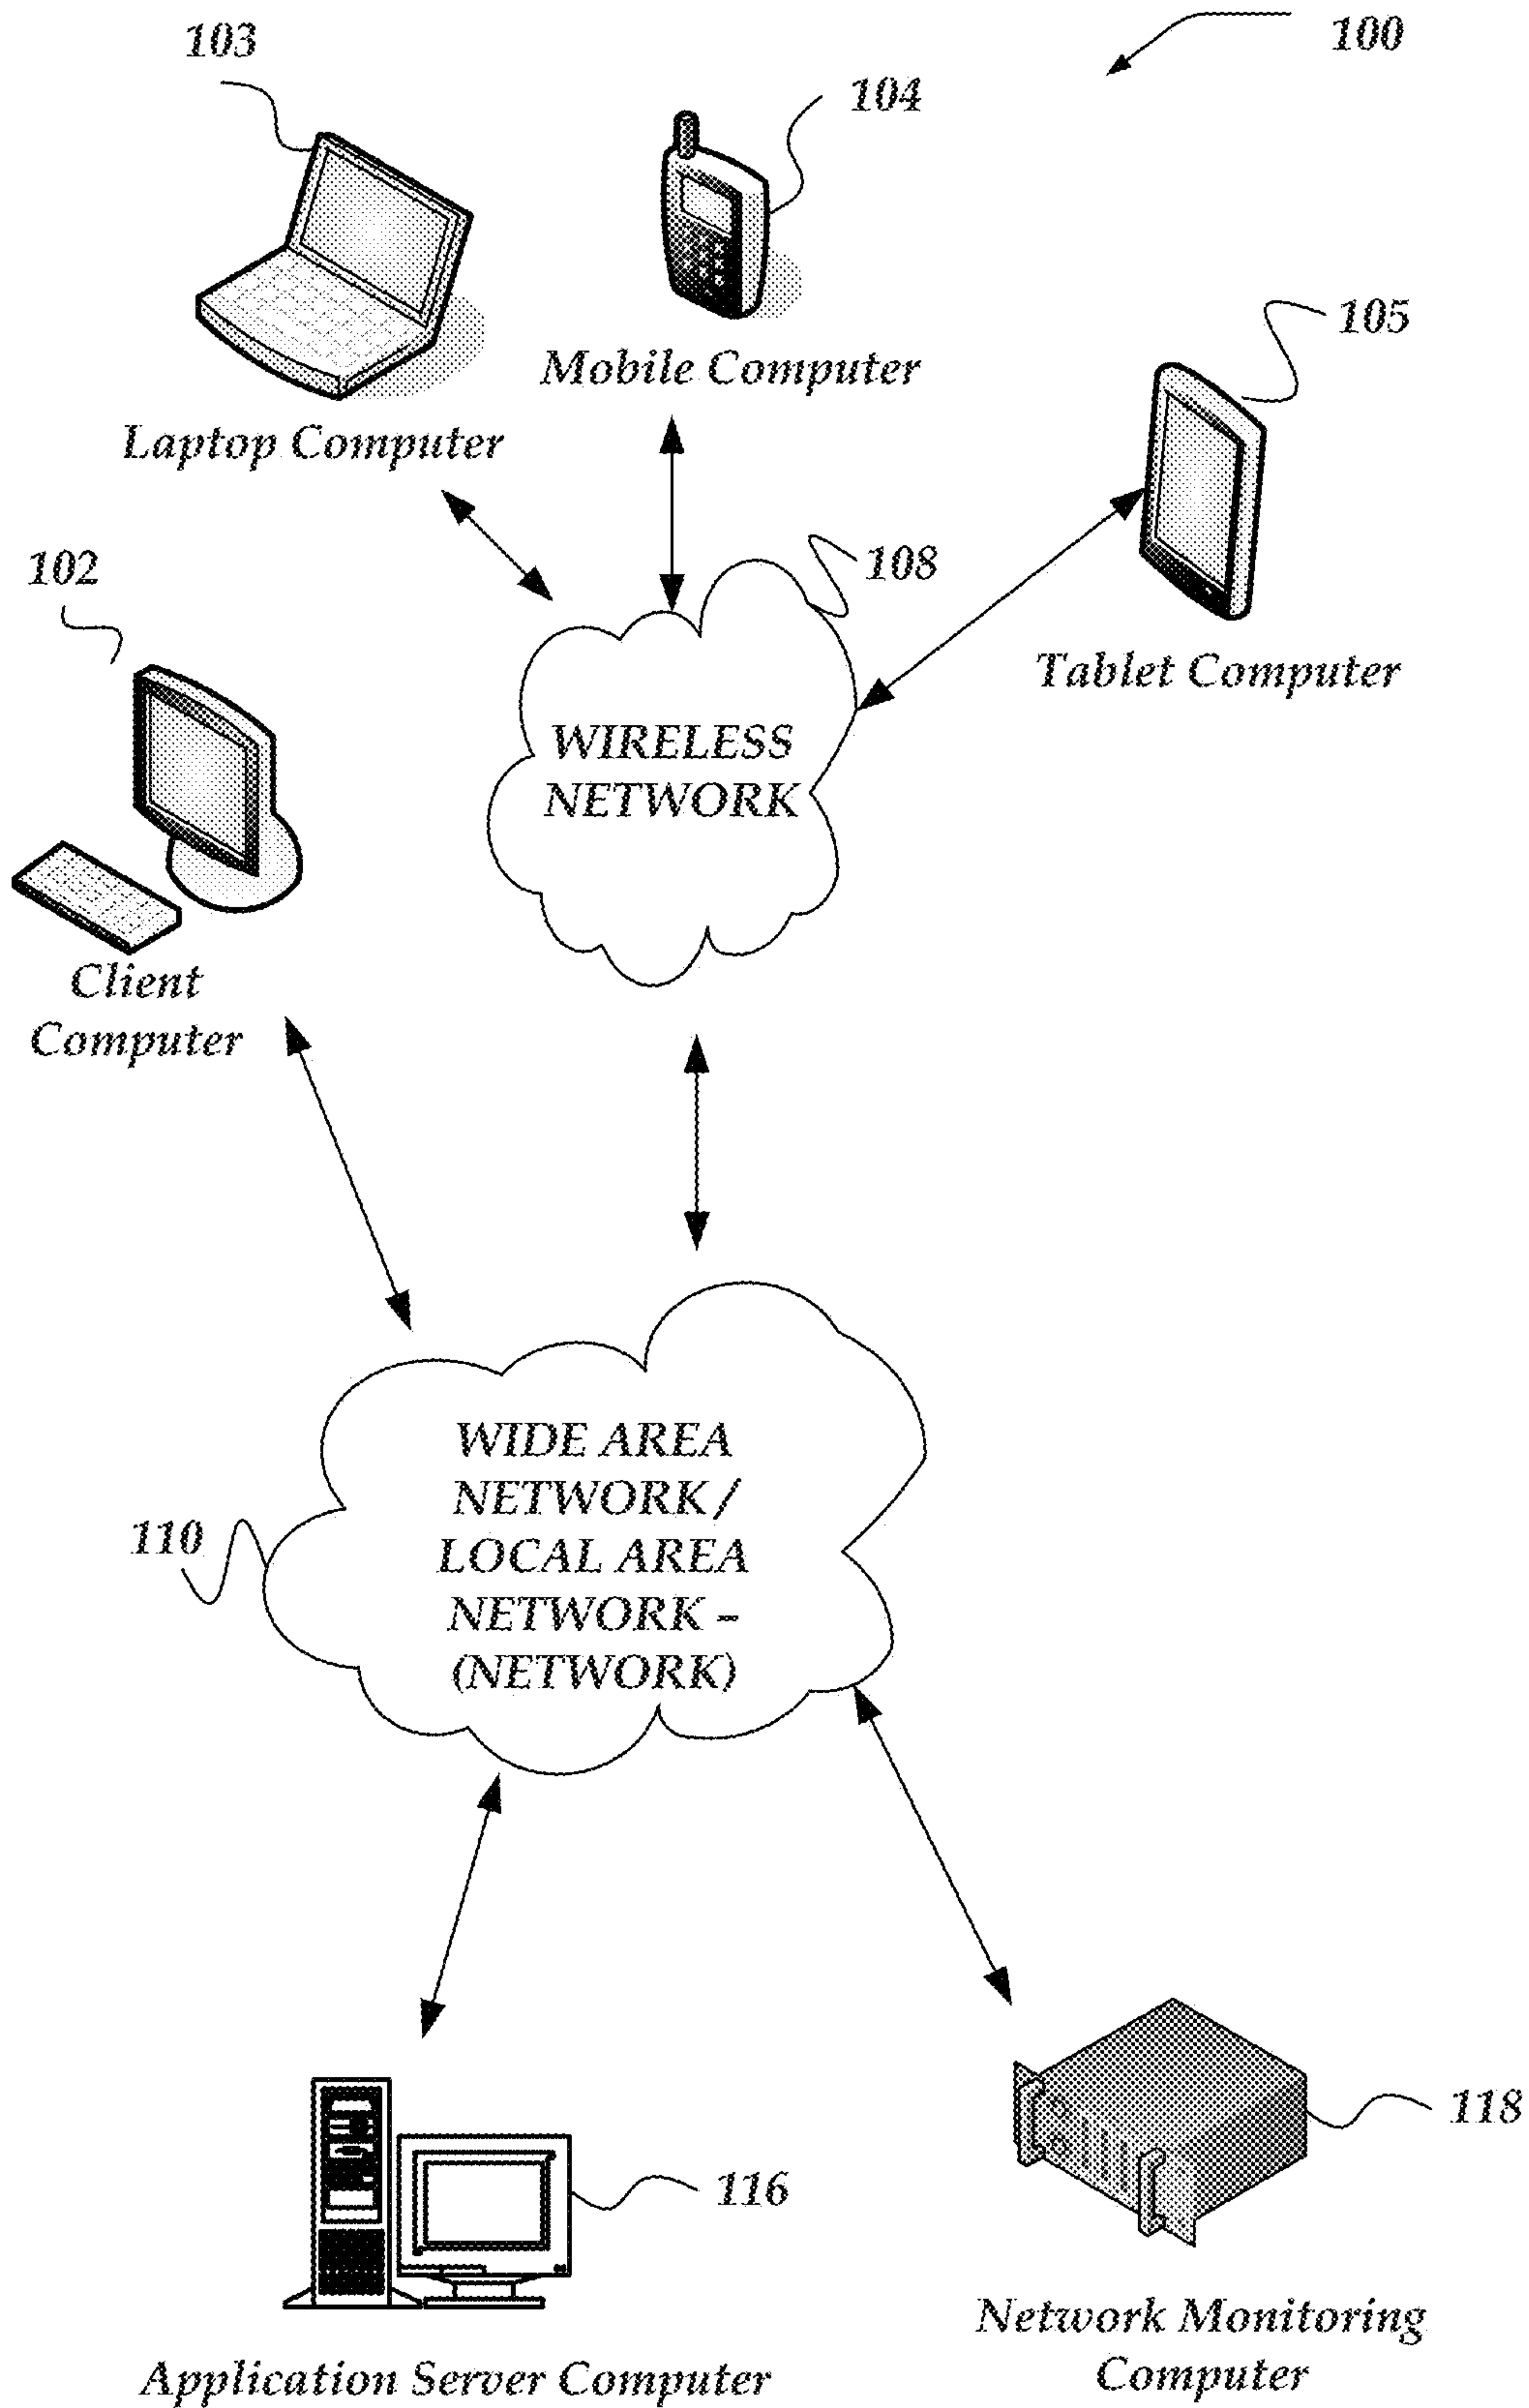 100
103
104
Mobile Computer
105
Laptop Computer
108
102
Tablet Computer
WIRELESS
NETWORK
Client
Computer
WIDE AREA
NETWORK /
LOCAL AREA
NETWORK –
(NETWORK)
110
118
116
Network Monitoring
Computer
Application Server Computer